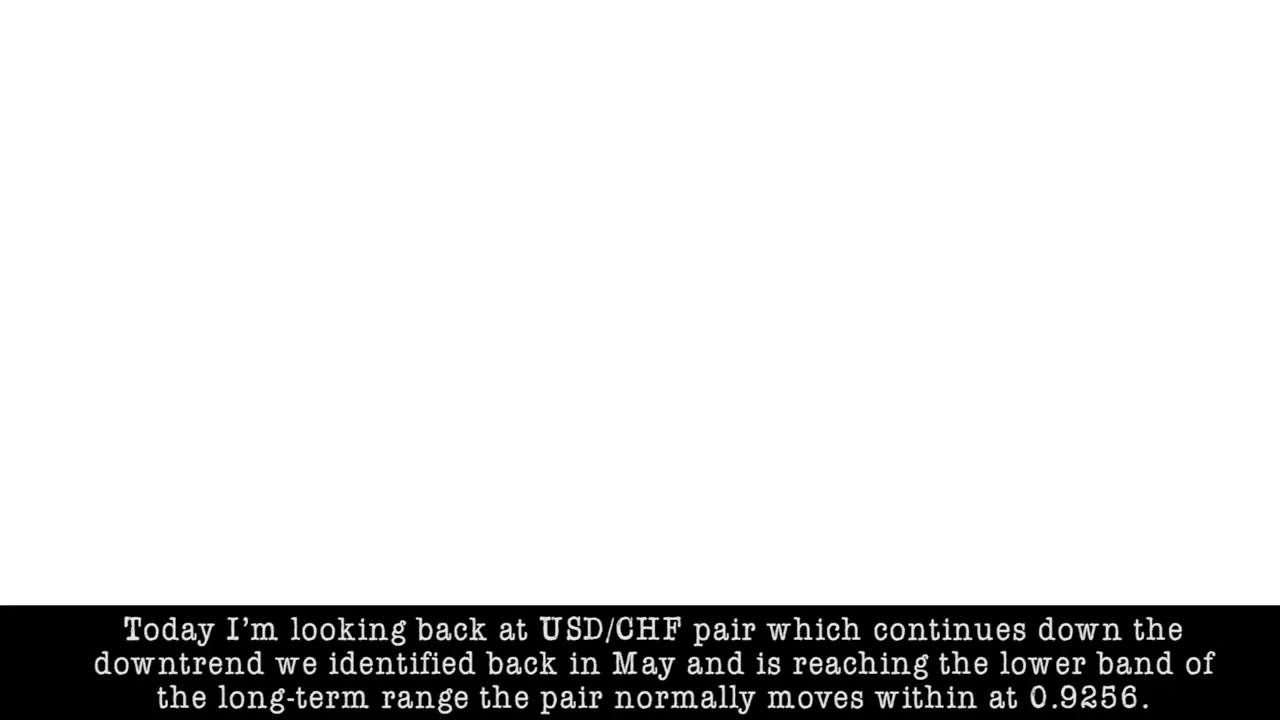 Today I'm looking back at USD/CHF pair which continues down the
downtrend we identified back in May and is reaching the lower band of
the long-term range the pair normally moves within at 0.9256.